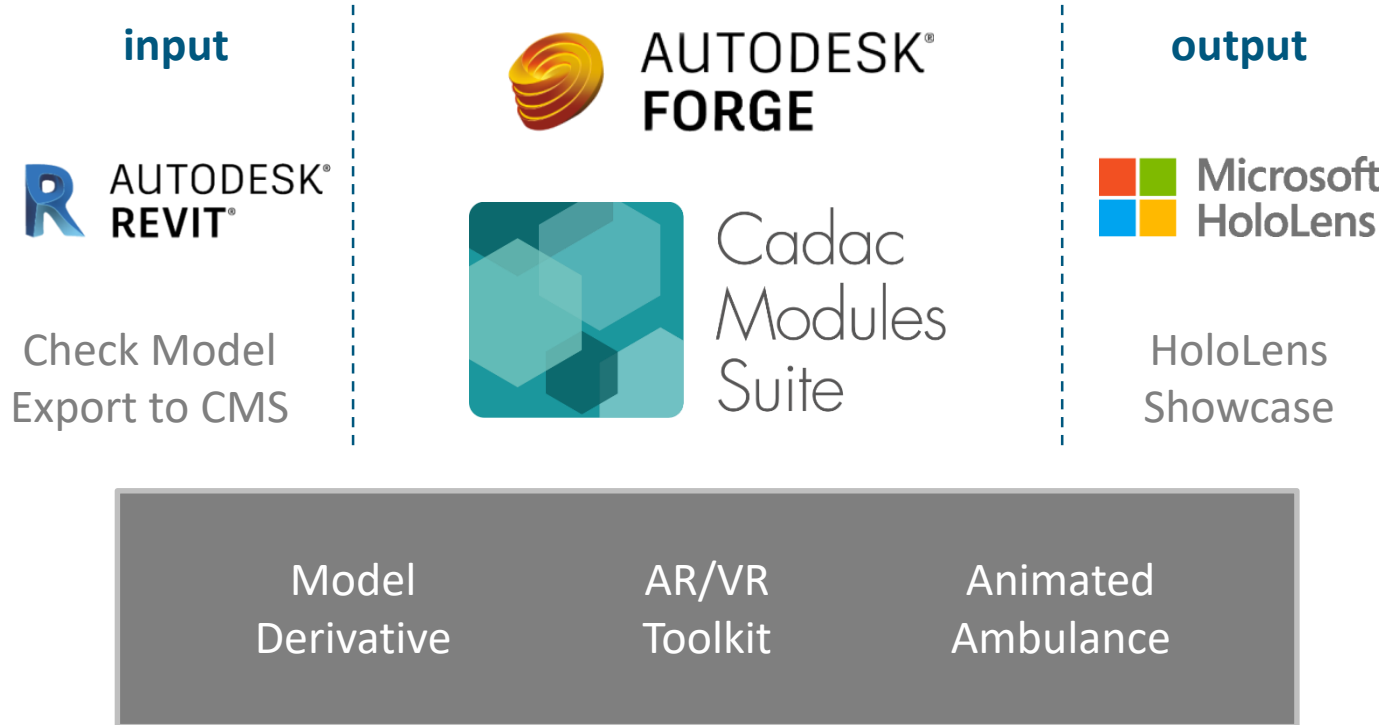 input
AUTODESK®
REVIT®
Check Model
Export to CMS
AUTODESK®
FORGE
Cadac
Modules
Suite
output
Microsoft
HoloLens
HoloLens
Showcase
Model
Derivative
AR/VR
Toolkit
Animated
Ambulance